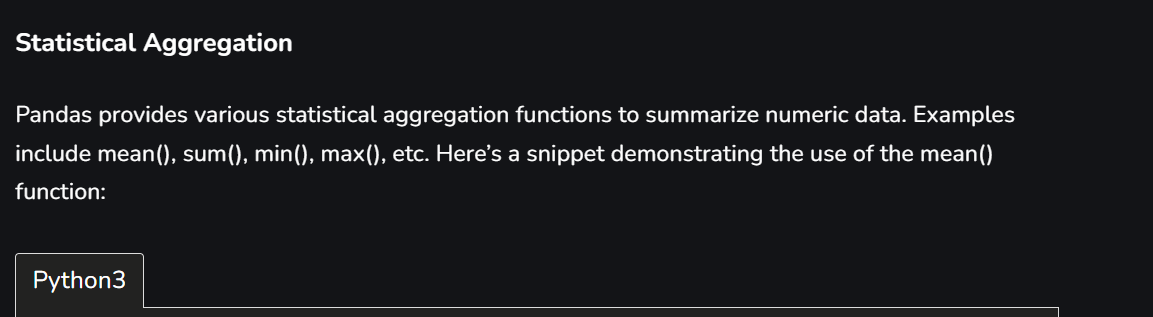 Statistical Aggregation
Pandas provides various statistical aggregation functions to summarize numeric data. Examples
include mean(), sum(), min(), max(), etc. Here’s a snippet demonstrating the use of the mean()
function:
Python3